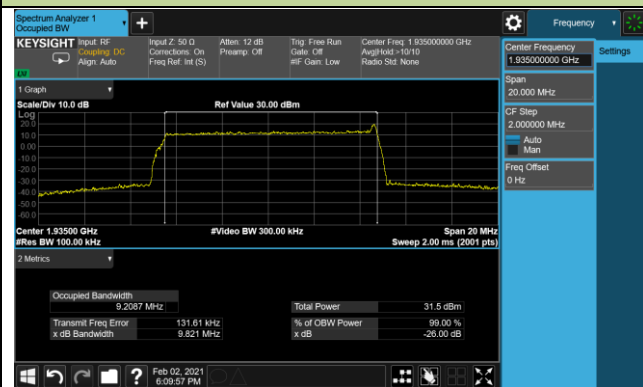 Spectrum Analyzer 1
Occupied BW
+
Frequency
KEYSIGHT
Input: RF
Coupling: DC
Align: Auto
Input Z: 50 Ω
Corrections: On
Freq Ref: Int (S)
Atten: 12 dB
Preamp: Off
Trig: Free Run
Gate: Off
#IF Gain: Low
Center Freq: 1.935000000 GHz
Avg|Hold:>10/10
Radio Std: None
Center Frequency
1.935000000 GHz
Settings
Span
20.000 MHz
CF Step
2.000000 MHz
Auto
Man
Freq Offset
0 Hz
1 Graph
Scale/Div 10.0 dB
Ref Value 30.00 dBm
Log
20.0
10.0
0.00
-10.0
-20.0
-30.0
-40.0
-50.0
-60.0
Center 1.93500 GHz
#Video BW 300.00 kHz
Span 20 MHz
#Res BW 100.00 kHz
Sweep 2.00 ms (2001 pts)
2 Metrics
Occupied Bandwidth
9.2087 MHz
Total Power 31.5 dBm
Transmit Freq Error 131.61 kHz
% of OBW Power 99.00 %
x dB Bandwidth 9.821 MHz
x dB -26.00 dB
?
Feb 02, 2021
6:09:57 PM